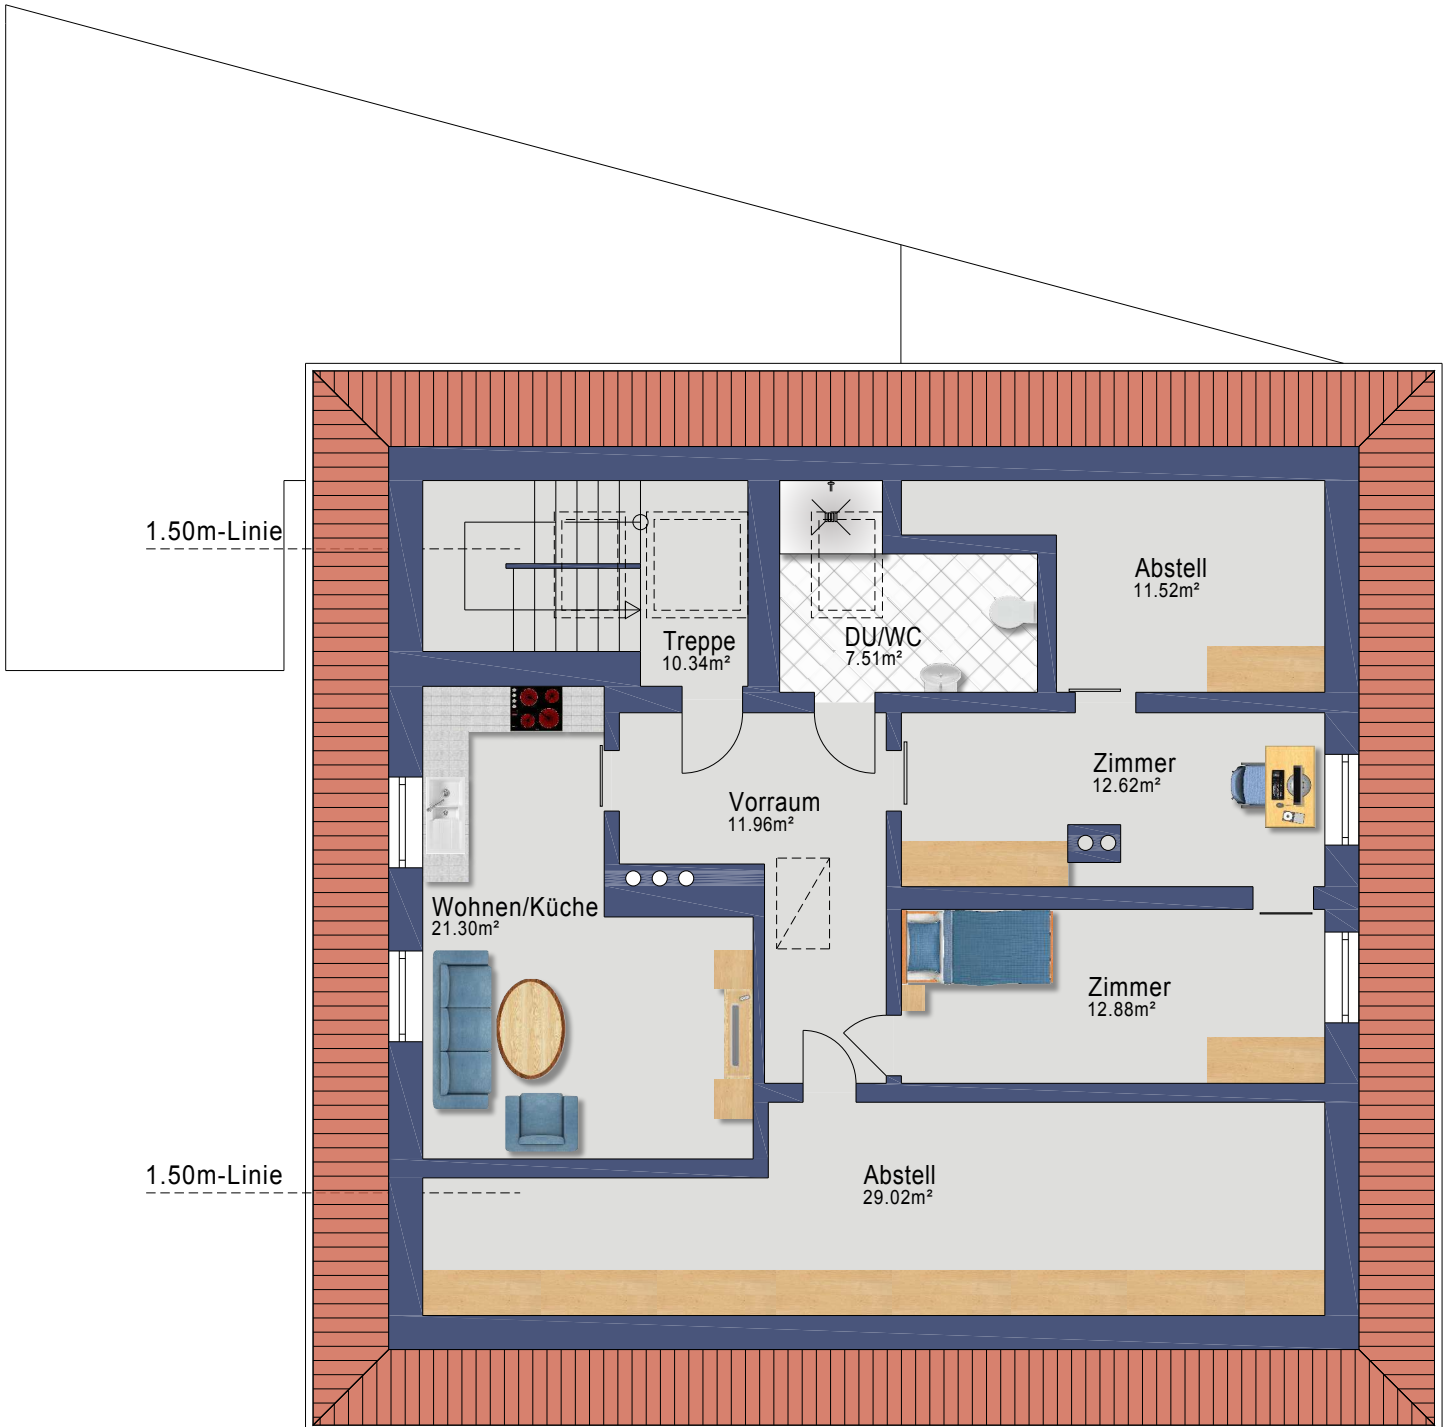 1.50m-Linie
Abstell
11.52m²
Treppe
10.34m²
DU/WC
7.51m²
Zimmer
12.62m²
Vorraum
11.96m²
Wohnen/Küche
21.30m²
Zimmer
12.88m²
1.50m-Linie
Abstell
29.02m²